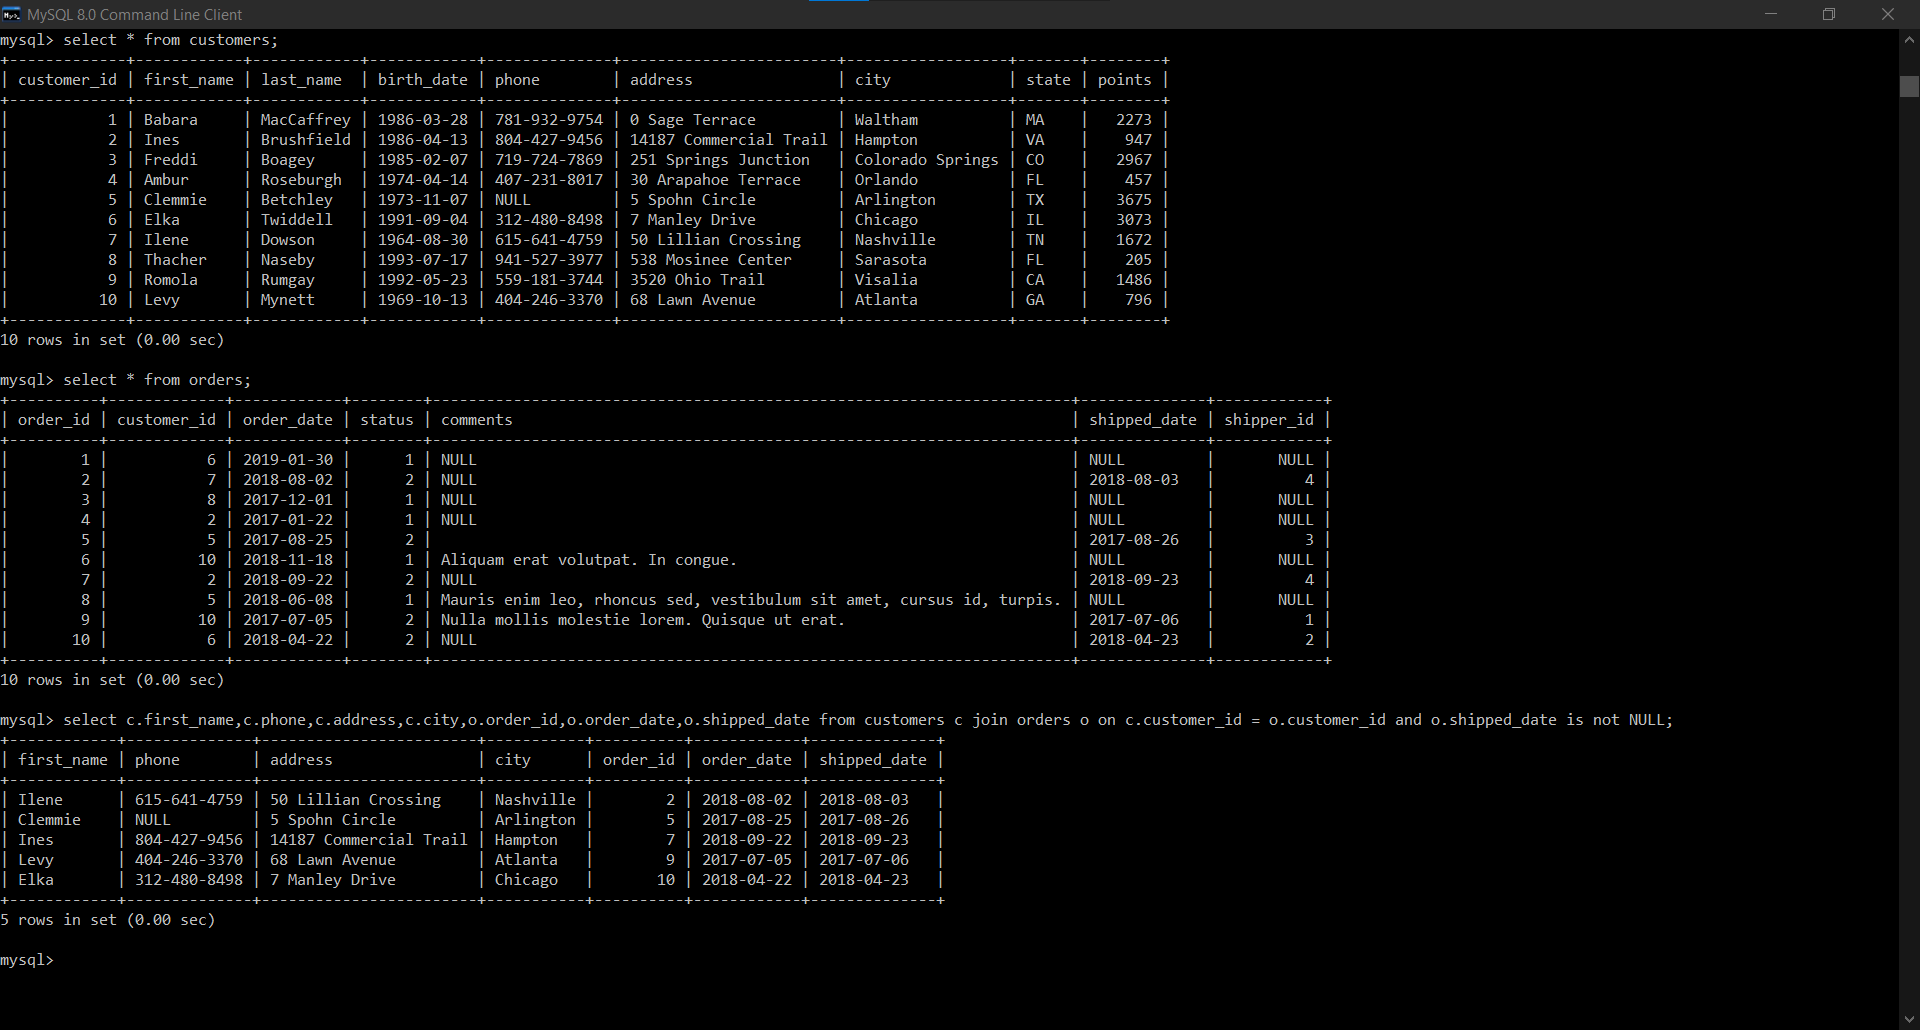 MySQL 8.0 Command Line Client
mysql> select * from customers;
+-------------+------------+------------+------------+--------------+------------------------+------------------+-------+--------+
| customer_id | first_name | last_name  | birth_date | phone        | address                | city             | state | points |
+-------------+------------+------------+------------+--------------+------------------------+------------------+-------+--------+
|           1 | Babara     | MacCaffrey | 1986-03-28 | 781-932-9754 | 0 Sage Terrace         | Waltham          | MA    |   2273 |
|           2 | Ines       | Brushfield | 1986-04-13 | 804-427-9456 | 14187 Commercial Trail | Hampton          | VA    |    947 |
|           3 | Freddi     | Boagey     | 1985-02-07 | 719-724-7869 | 251 Springs Junction   | Colorado Springs | CO    |   2967 |
|           4 | Ambur      | Roseburgh  | 1974-04-14 | 407-231-8017 | 30 Arapahoe Terrace    | Orlando          | FL    |    457 |
|           5 | Clemmie    | Betchley   | 1973-11-07 | NULL         | 5 Spohn Circle         | Arlington        | TX    |   3675 |
|           6 | Elka       | Twiddell   | 1991-09-04 | 312-480-8498 | 7 Manley Drive         | Chicago          | IL    |   3073 |
|           7 | Ilene      | Dowson     | 1964-08-30 | 615-641-4759 | 50 Lillian Crossing    | Nashville        | TN    |   1672 |
|           8 | Thacher    | Naseby     | 1993-07-17 | 941-527-3977 | 538 Mosinee Center     | Sarasota         | FL    |    205 |
|           9 | Romola     | Rumgay     | 1992-05-23 | 559-181-3744 | 3520 Ohio Trail        | Visalia          | CA    |   1486 |
|          10 | Levy       | Mynett     | 1969-10-13 | 404-246-3370 | 68 Lawn Avenue         | Atlanta          | GA    |    796 |
+-------------+------------+------------+------------+--------------+------------------------+------------------+-------+--------+
10 rows in set (0.00 sec)
mysql> select * from orders;
+----------+-------------+------------+--------+-----------------------------------------------------------------------+--------------+------------+
| order_id | customer_id | order_date | status | comments                                                              | shipped_date | shipper_id |
+----------+-------------+------------+--------+-----------------------------------------------------------------------+--------------+------------+
|        1 |           6 | 2019-01-30 |      1 | NULL                                                                  | NULL         |       NULL |
|        2 |           7 | 2018-08-02 |      2 | NULL                                                                  | 2018-08-03   |          4 |
|        3 |           8 | 2017-12-01 |      1 | NULL                                                                  | NULL         |       NULL |
|        4 |           2 | 2017-01-22 |      1 | NULL                                                                  | NULL         |       NULL |
|        5 |           5 | 2017-08-25 |      2 |                                                                       | 2017-08-26   |          3 |
|        6 |          10 | 2018-11-18 |      1 | Aliquam erat volutpat. In congue.                                     | NULL         |       NULL |
|        7 |           2 | 2018-09-22 |      2 | NULL                                                                  | 2018-09-23   |          4 |
|        8 |           5 | 2018-06-08 |      1 | Mauris enim leo, rhoncus sed, vestibulum sit amet, cursus id, turpis. | NULL         |       NULL |
|        9 |          10 | 2017-07-05 |      2 | Nulla mollis molestie lorem. Quisque ut erat.                         | 2017-07-06   |          1 |
|       10 |           6 | 2018-04-22 |      2 | NULL                                                                  | 2018-04-23   |          2 |
+----------+-------------+------------+--------+-----------------------------------------------------------------------+--------------+------------+
10 rows in set (0.00 sec)
mysql> select c.first_name,c.phone,c.address,c.city,o.order_id,o.order_date,o.shipped_date from customers c join orders o on c.customer_id = o.customer_id and o.shipped_date is not NULL;
+------------+--------------+------------------------+-----------+----------+------------+--------------+
| first_name | phone        | address                | city      | order_id | order_date | shipped_date |
+------------+--------------+------------------------+-----------+----------+------------+--------------+
| Ilene      | 615-641-4759 | 50 Lillian Crossing    | Nashville |        2 | 2018-08-02 | 2018-08-03   |
| Clemmie    | NULL         | 5 Spohn Circle         | Arlington |        5 | 2017-08-25 | 2017-08-26   |
| Ines       | 804-427-9456 | 14187 Commercial Trail | Hampton   |        7 | 2018-09-22 | 2018-09-23   |
| Levy       | 404-246-3370 | 68 Lawn Avenue         | Atlanta   |        9 | 2017-07-05 | 2017-07-06   |
| Elka       | 312-480-8498 | 7 Manley Drive         | Chicago   |       10 | 2018-04-22 | 2018-04-23   |
+------------+--------------+------------------------+-----------+----------+------------+--------------+
5 rows in set (0.00 sec)
mysql>